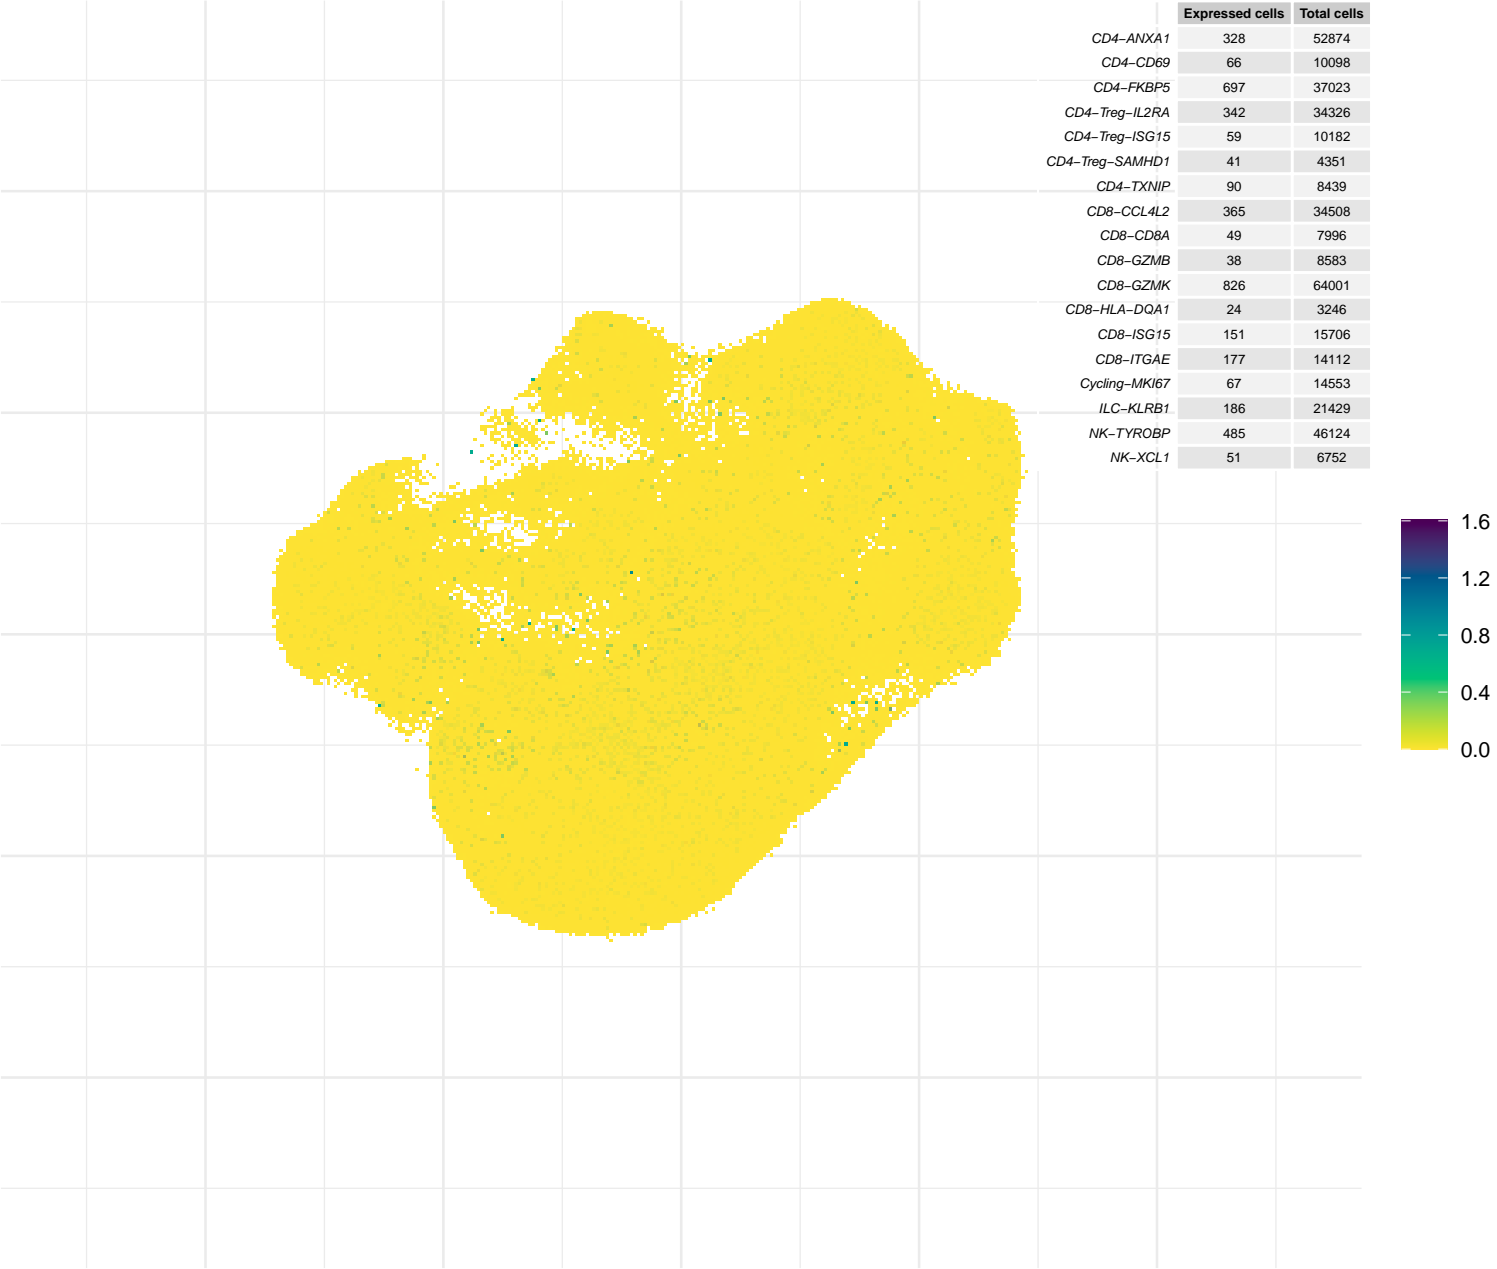 Expressed cells Total cells
CD4−ANXA1 328 52874
CD4−CD69 66 10098
CD4−FKBP5 697 37023
CD4−Treg−IL2RA 342 34326
CD4−Treg−ISG15 59 10182
CD4−Treg−SAMHD1 41 4351
CD4−TXNIP 90 8439
CD8−CCL4L2 365 34508
CD8−CD8A 49 7996
CD8−GZMB 38 8583
CD8−GZMK 826 64001
CD8−HLA−DQA1 24 3246
CD8−ISG15 151 15706
CD8−ITGAE 177 14112
Cycling−MKI67 67 14553
ILC−KLRB1 186 21429
NK−TYROBP 485 46124
NK−XCL1 51 6752
1.6
1.2
0.8
0.4
0.0